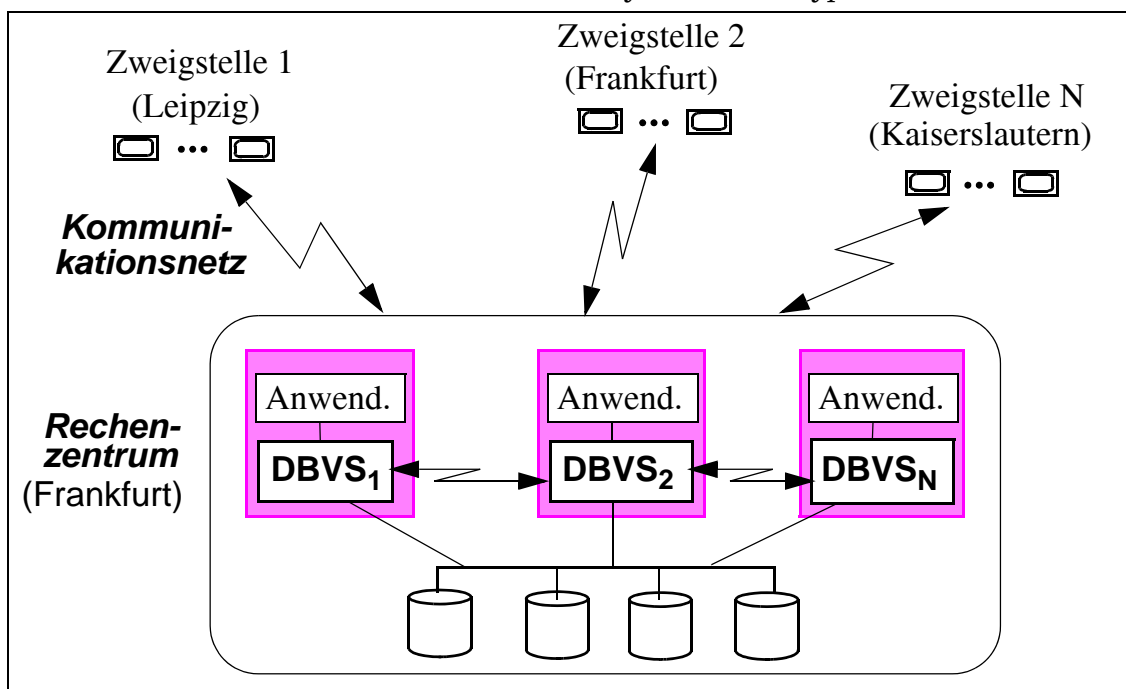 Zweigstelle 1
(Leipzig)
Zweigstelle 2
(Frankfurt)
Zweigstelle N
(Kaiserslautern)
Kommuni-
kationsnetz
Anwend.
Anwend.
Anwend.
DBVS1
DBVS2
DBVSN
Rechen-
zentrum
(Frankfurt)